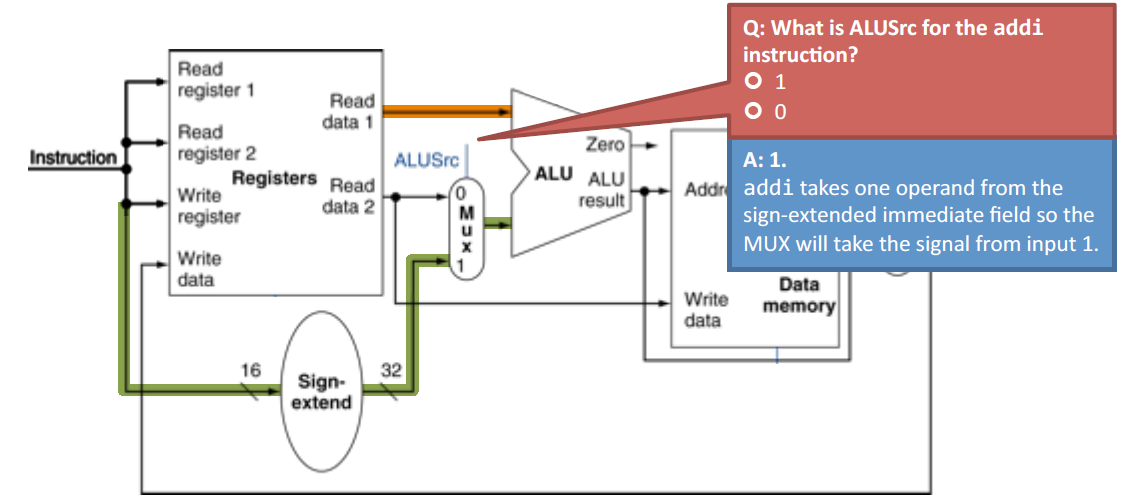 Q: What is ALUSrc for the addi
instruction?
1
0
A: 1.
addi takes one operand from the
sign-extended immediate field so the
MUX will take the signal from input 1.
Instruction
Read
register 1
Read
register 2
Write
register
Write
data
Registers
Read
data 1
Read
data 2
ALUSrc
0
M
u
x
1
ALU
Zero
ALU
result
Write
data
Data
memory
16
Sign-
extend
32